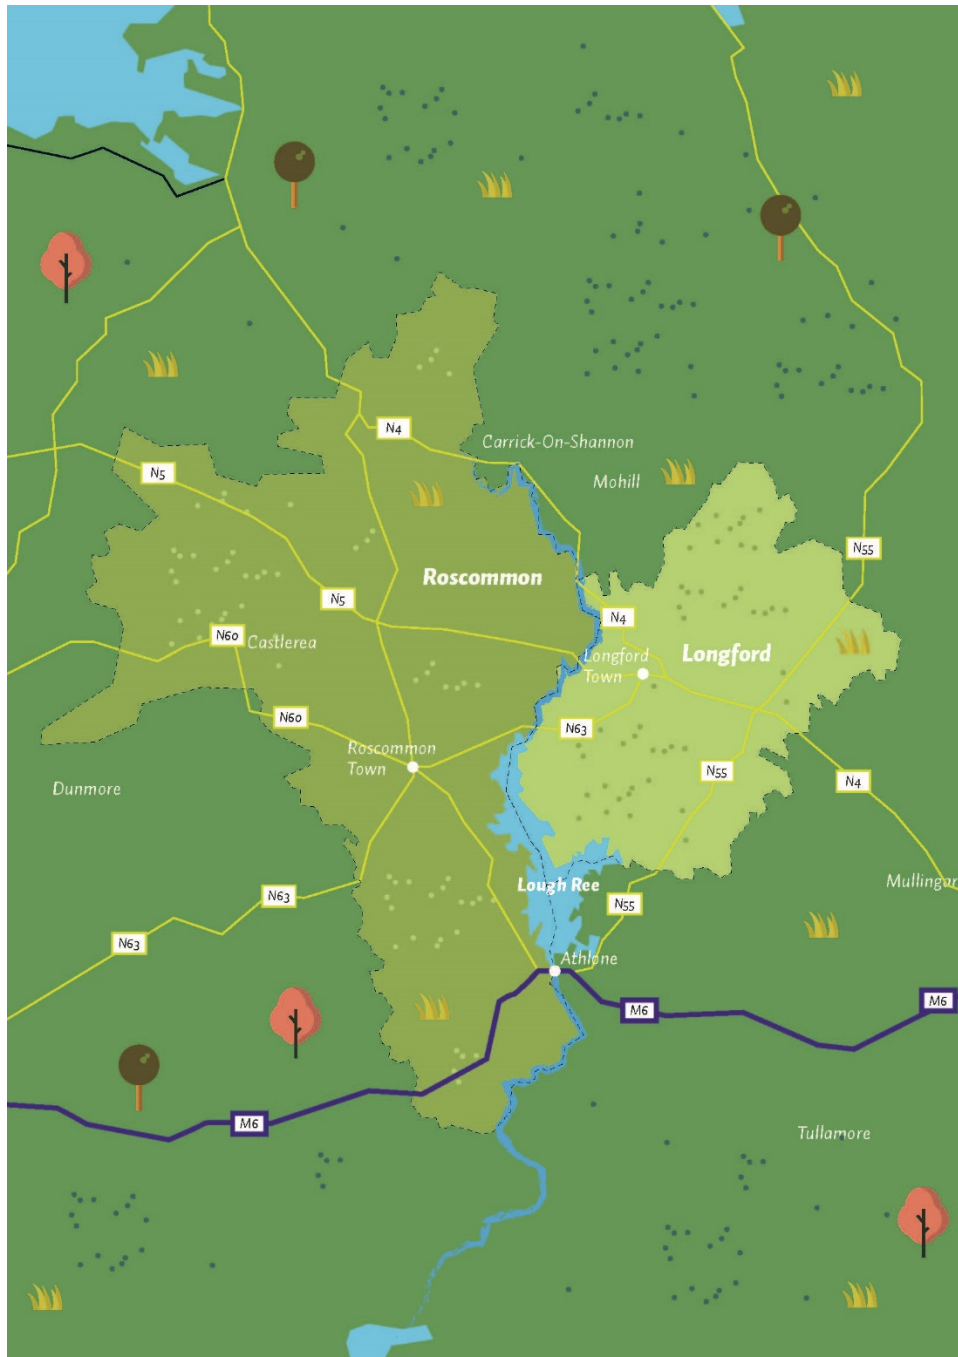 N4
Carrick-On-Shannon
N5
Mohill
N55
Roscommon
N5
N4
N60
Castlerea
Longford
Longford
Town
N60
N63
Roscommon
Town
N55
N4
Dunmore
Mullingar
Lough Ree
N63
N55
N63
Athlone
M6
M6
M6
Tullamore